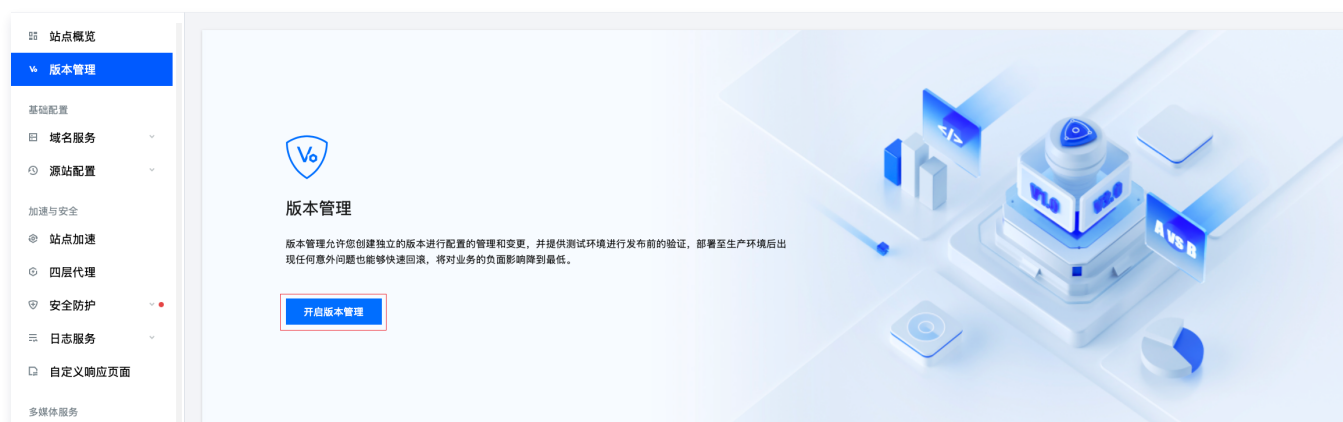 站点概览
Vo 版本管理
基础配置
域名服务
源站配置
加速与安全
站点加速
四层代理
安全防护
日志服务
自定义响应页面
多媒体服务
Vo
版本管理
版本管理允许您创建独立的版本进行配置的管理和变更，并提供测试环境进行发布前的验证，部署至生产环境后出
现任何意外问题也能够快速回滚，将对业务的负面影响降到最低。
开启版本管理
</>
V1.0
V2.0
A VS B